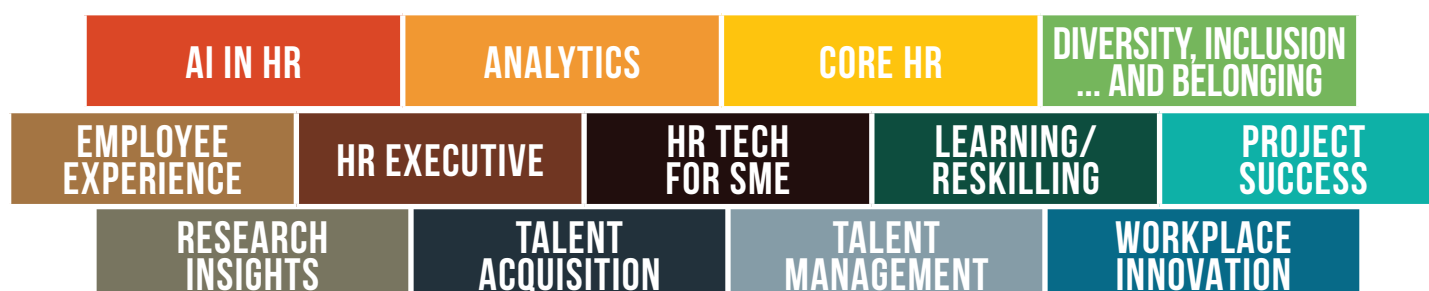 AI IN HR
ANALYTICS
CORE HR
DIVERSITY, INCLUSION
... AND BELONGING
EMPLOYEE
EXPERIENCE
HR EXECUTIVE
HR TECH
FOR SME
LEARNING/
RESKILLING
PROJECT
SUCCESS
RESEARCH
INSIGHTS
TALENT
ACQUISITION
TALENT
MANAGEMENT
WORKPLACE
INNOVATION